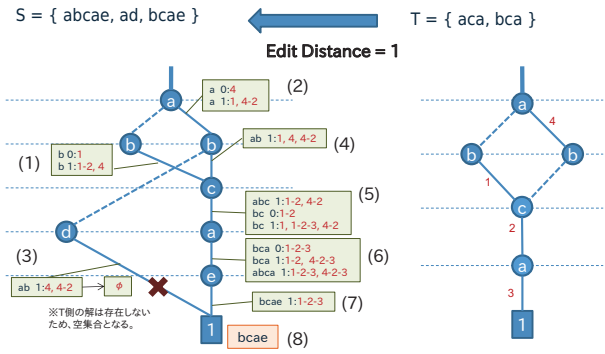 S = { abcae, ad, bcae }
T = { aca, bca }
Edit Distance = 1
a
a 0:4
a 1:1, 4-2
(2)
b
b
ab 1:1, 4, 4-2
(4)
(1)
b 0:1
b 1:1-2, 4
c
(5)
abc 1:1-2, 4-2
bc 0:1-2
bc 1:1, 1-2-3, 4-2
d
a
(3)
bca 0:1-2-3
bca 1:1-2, 4-2-3
abca 1:1-2-3, 4-2-3
(6)
e
ab 1:4, 4-2
φ
bcae 1:1-2-3
(7)
※T側の解は存在しない
ため、空集合となる。
1
bcae
(8)
a
4
b
b
1
c
2
a
3
1